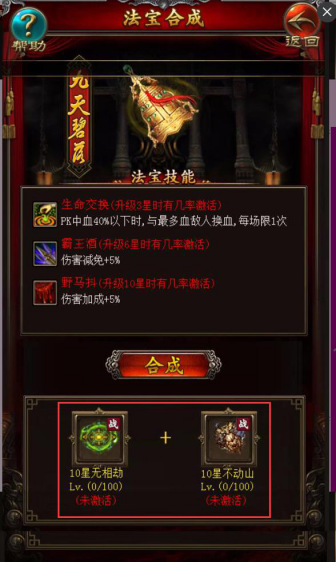 法宝合成
?
帮助
返回
九天碧落
法宝技能
生命交换(升级3星时有几率激活)
PK中血40%以下时,与最多血敌人换血,每场限1次
霸王酒(升级6星时有几率激活)
伤害减免+5%
野马抖(升级10星时有几率激活)
伤害加成+5%
合成
战
战
+
10星无相劫
10星不动山
Lv.(0/100)
Lv.(0/100)
(未激活)
(未激活)